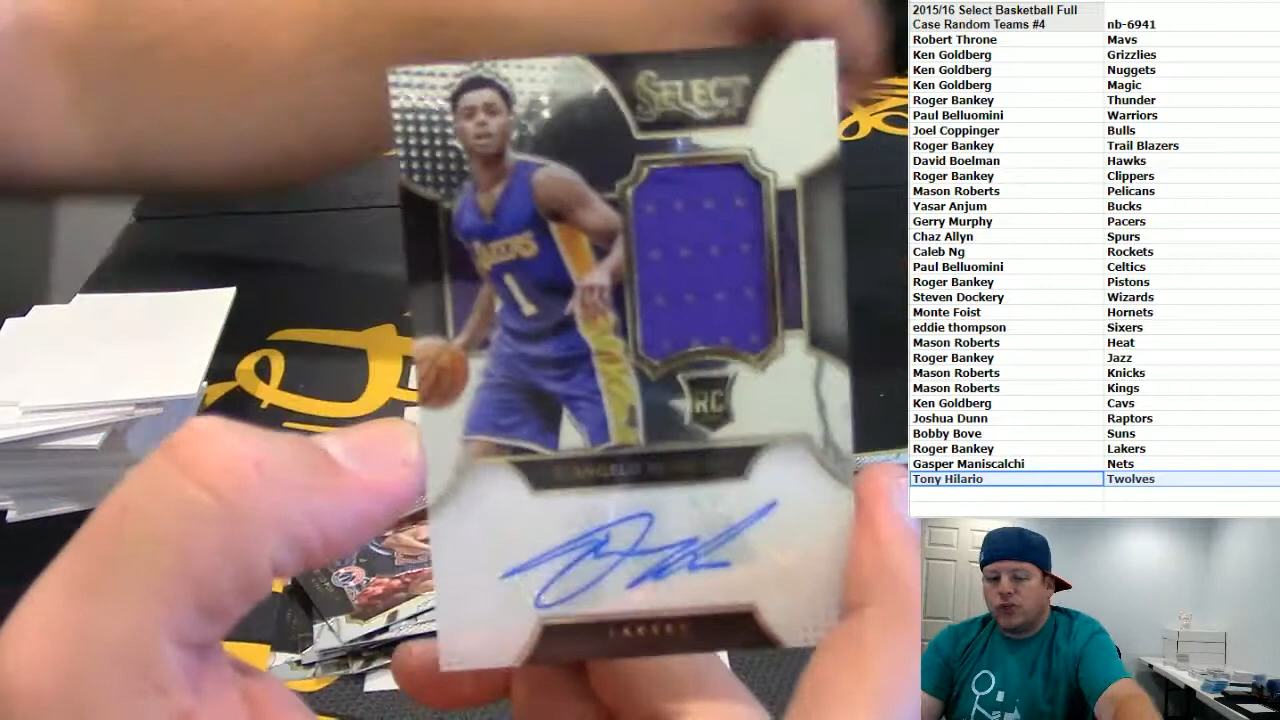 SELECT
LAKERS
1
RC
LAKERS
2015/16 Select Basketball Full
Case Random Teams #4 nb-6941
Robert Throne Mavs
Ken Goldberg Grizzlies
Ken Goldberg Nuggets
Ken Goldberg Magic
Roger Bankey Thunder
Paul Belluomini Warriors
Joel Coppinger Bulls
Roger Bankey Trail Blazers
David Boelman Hawks
Roger Bankey Clippers
Mason Roberts Pelicans
Yasar Anjum Bucks
Gerry Murphy Pacers
Chaz Allyn Spurs
Caleb Ng Rockets
Paul Belluomini Celtics
Roger Bankey Pistons
Steven Dockery Wizards
Monte Foist Hornets
eddie thompson Sixers
Mason Roberts Heat
Roger Bankey Jazz
Mason Roberts Knicks
Mason Roberts Kings
Ken Goldberg Cavs
Joshua Dunn Raptors
Bobby Bove Suns
Roger Bankey Lakers
Gasper Maniscalchi Nets
Tony Hilario Twolves